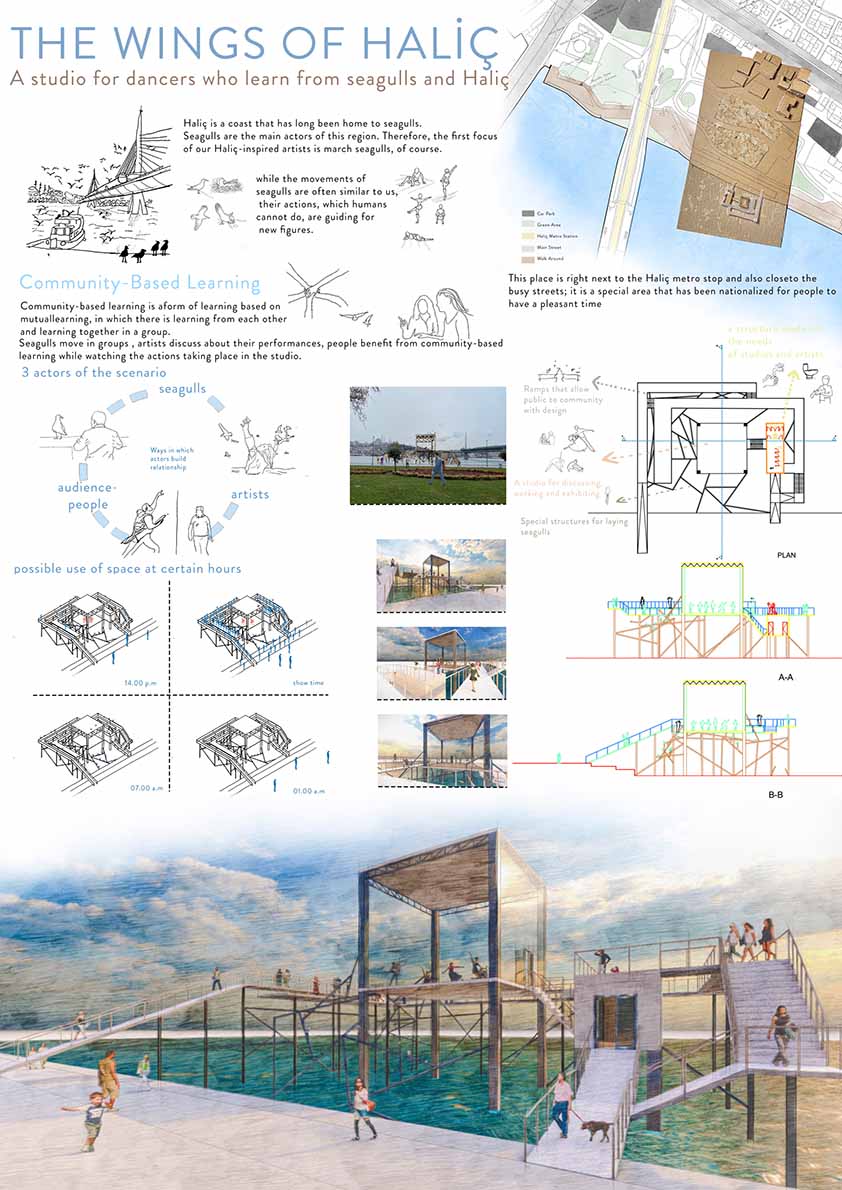 THE WINGS OF HALİÇ
A studio for dancers who learn from seagulls and Haliç
Haliç is a coast that has long been home to seagulls.
Seagulls are the main actors of this region. Therefore, the first focus
of our Haliç-inspired artists is march seagulls, of course.
while the movements of
seagulls are often similar to us,
their actions, which humans
cannot do, are guiding for
new figures.
Car Park
Green Area
Haliç Metro Station
Main Street
Walk Around
This place is right next to the Haliç metro stop and also closeto the
busy streets; it is a special area that has been nationalized for people to
have a pleasant time
Community-Based Learning
Community-based learning is aform of learning based on
mutuallearning, in which there is learning from each other
and learning together in a group.
Seagulls move in groups , artists discuss about their performances, people benefit from community-based
learning while watching the actions taking place in the studio.
3 actors of the scenario
seagulls
Ways in which
actors build
relationship
audience-
people
artists
a structure
the needs
of studios and artists
Ramps that allow
public to community
with design
A studio for discussing,
working and exhibiting
Special structures for laying
seagulls
PLAN
possible use of space at certain hours
14.00 p.m
show time
07.00 a.m
01.00 a.m
A-A
B-B